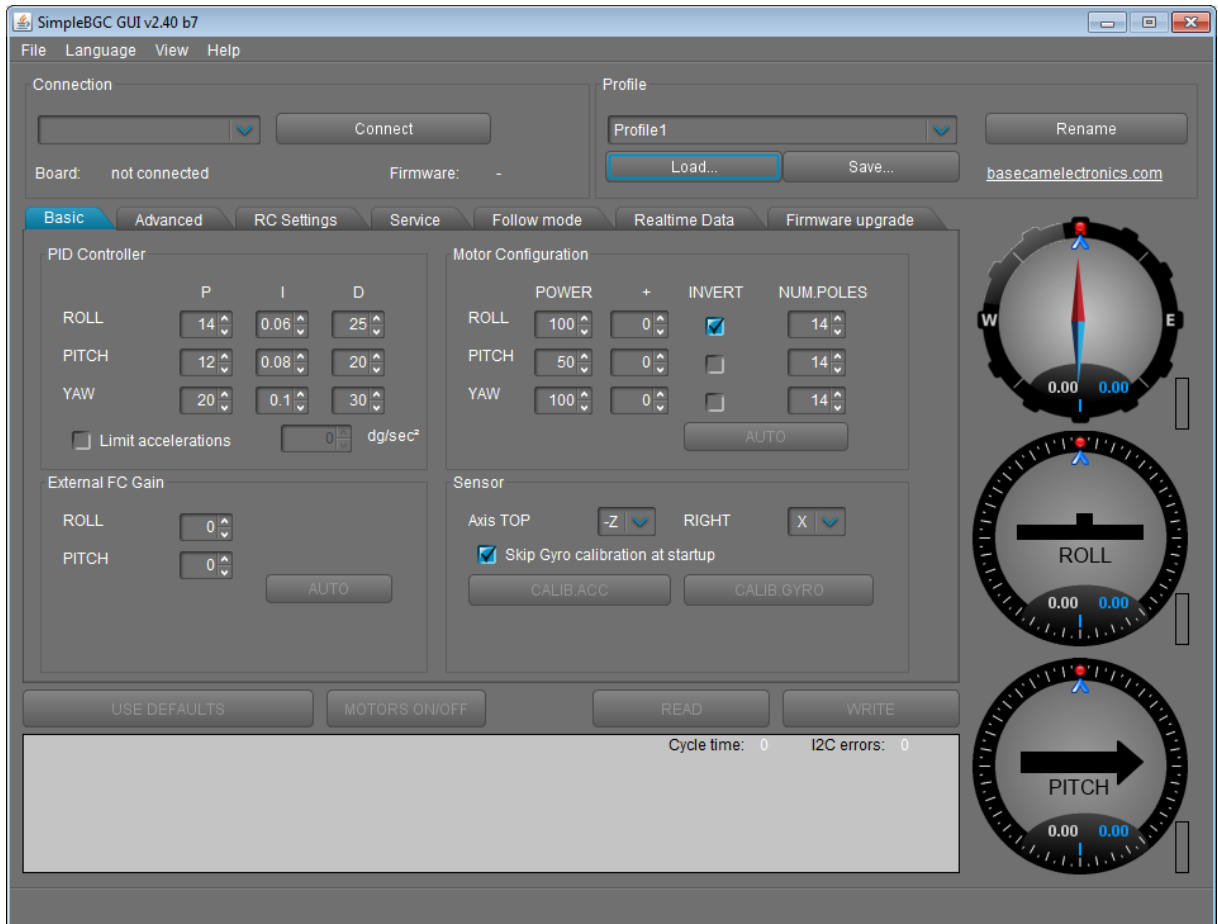 SimpleBGC GUI v2.40 b7
File Language View Help
Connection
Profile
Connect
Profile1
Rename
Load...
Save...
Board: not connected
Firmware: -
basecamelectronics.com
Basic Advanced RC Settings Service Follow mode Realtime Data Firmware upgrade
PID Controller
P I D
ROLL 14 0.06 25
PITCH 12 0.08 20
YAW 20 0.1 30
Limit accelerations 0 dg/sec²
Motor Configuration
POWER + INVERT NUM.POLES
ROLL 100 0 14
PITCH 50 0 14
YAW 100 0 14
AUTO
External FC Gain
ROLL 0
PITCH 0
AUTO
Sensor
Axis TOP -Z RIGHT X
Skip Gyro calibration at startup
CALIB.ACC CALIB.GYRO
USE DEFAULTS MOTORS ON/OFF READ WRITE
Cycle time: 0 I2C errors: 0
W E
0.00 0.00
ROLL
0.00 0.00
PITCH
0.00 0.00